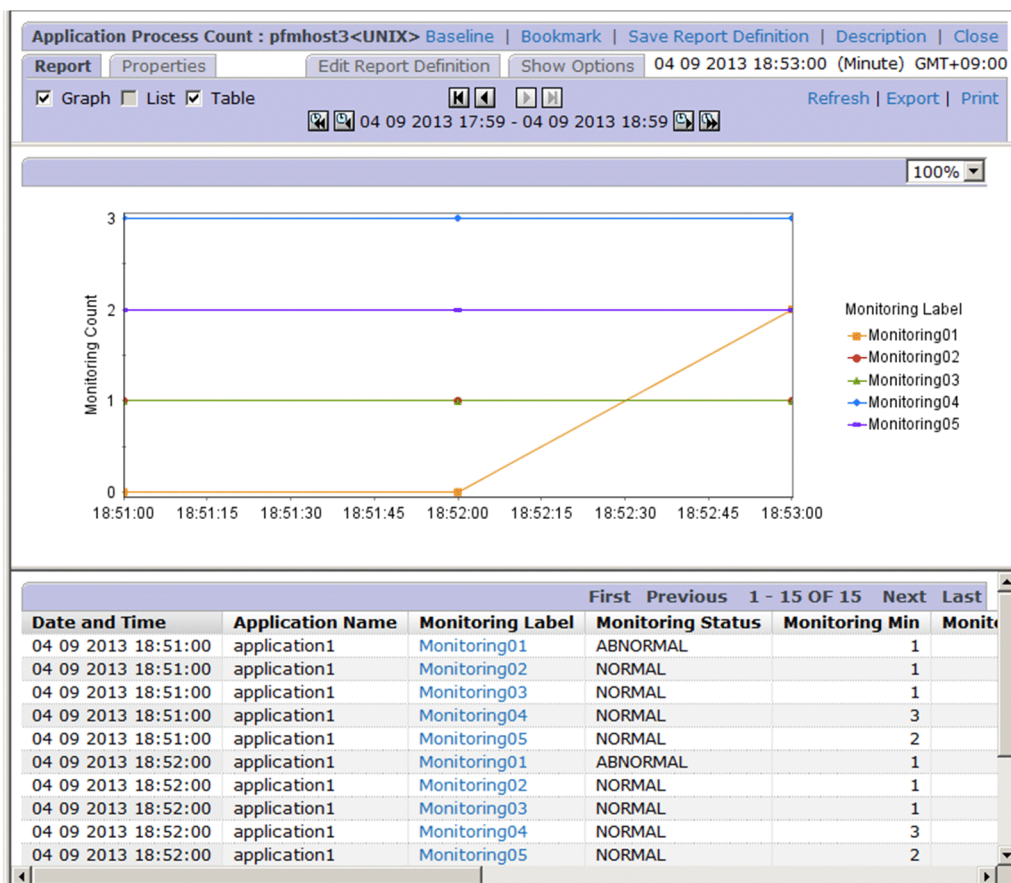 Application Process Count : pfmhost3<UNIX> Baseline | Bookmark | Save Report Definition | Description | Close
Report Properties Edit Report Definition Show Options 04 09 2013 18:53:00 (Minute) GMT+09:00
Graph List Table Refresh | Export | Print
04 09 2013 17:59 - 04 09 2013 18:59
100%
3
2
1
0
Monitoring Count
18:51:00 18:51:15 18:51:30 18:51:45 18:52:00 18:52:15 18:52:30 18:52:45 18:53:00
Monitoring Label
Monitoring01
Monitoring02
Monitoring03
Monitoring04
Monitoring05
First Previous 1 - 15 OF 15 Next Last
Date and Time Application Name Monitoring Label Monitoring Status Monitoring Min Monito
04 09 2013 18:51:00 application1 Monitoring01 ABNORMAL 1
04 09 2013 18:51:00 application1 Monitoring02 NORMAL 1
04 09 2013 18:51:00 application1 Monitoring03 NORMAL 1
04 09 2013 18:51:00 application1 Monitoring04 NORMAL 3
04 09 2013 18:51:00 application1 Monitoring05 NORMAL 2
04 09 2013 18:52:00 application1 Monitoring01 ABNORMAL 1
04 09 2013 18:52:00 application1 Monitoring02 NORMAL 1
04 09 2013 18:52:00 application1 Monitoring03 NORMAL 1
04 09 2013 18:52:00 application1 Monitoring04 NORMAL 3
04 09 2013 18:52:00 application1 Monitoring05 NORMAL 2